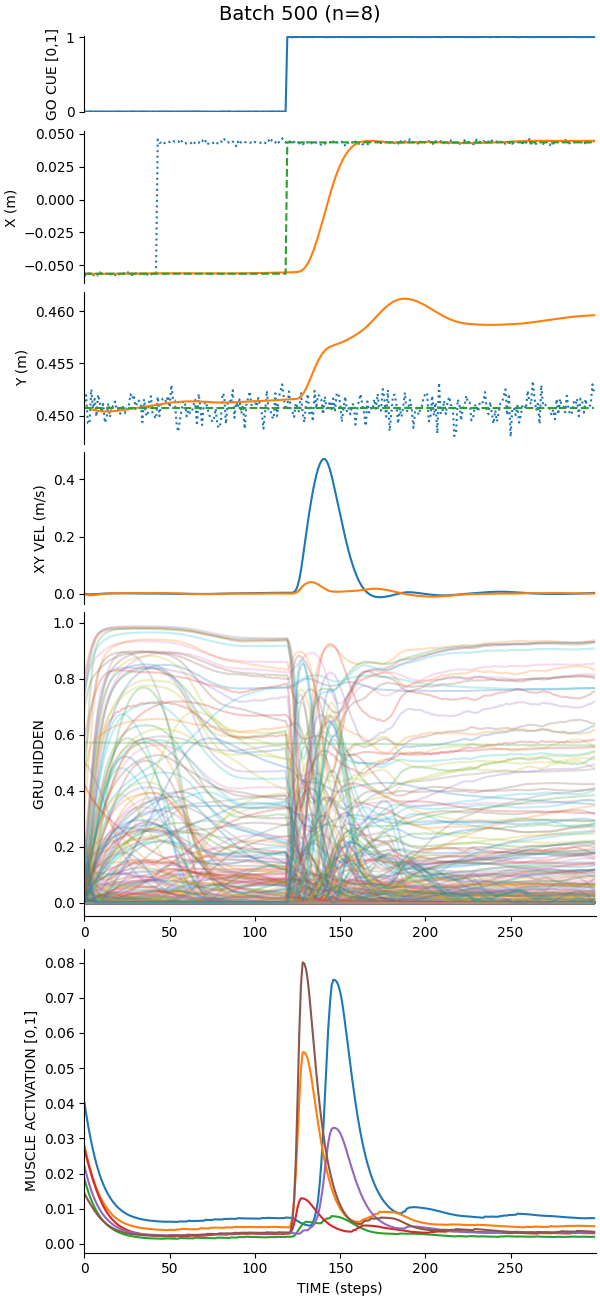 Batch 500 (n=8)
GO CUE [0,1]
1
0
X (m)
0.050
0.025
0.000
−0.025
−0.050
Y (m)
0.460
0.455
0.450
XY VEL (m/s)
0.4
0.2
0.0
GRU HIDDEN
1.0
0.8
0.6
0.4
0.2
0.0
0 50 100 150 200 250
MUSCLE ACTIVATION [0,1]
0.08
0.07
0.06
0.05
0.04
0.03
0.02
0.01
0.00
0 50 100 150 200 250
TIME (steps)